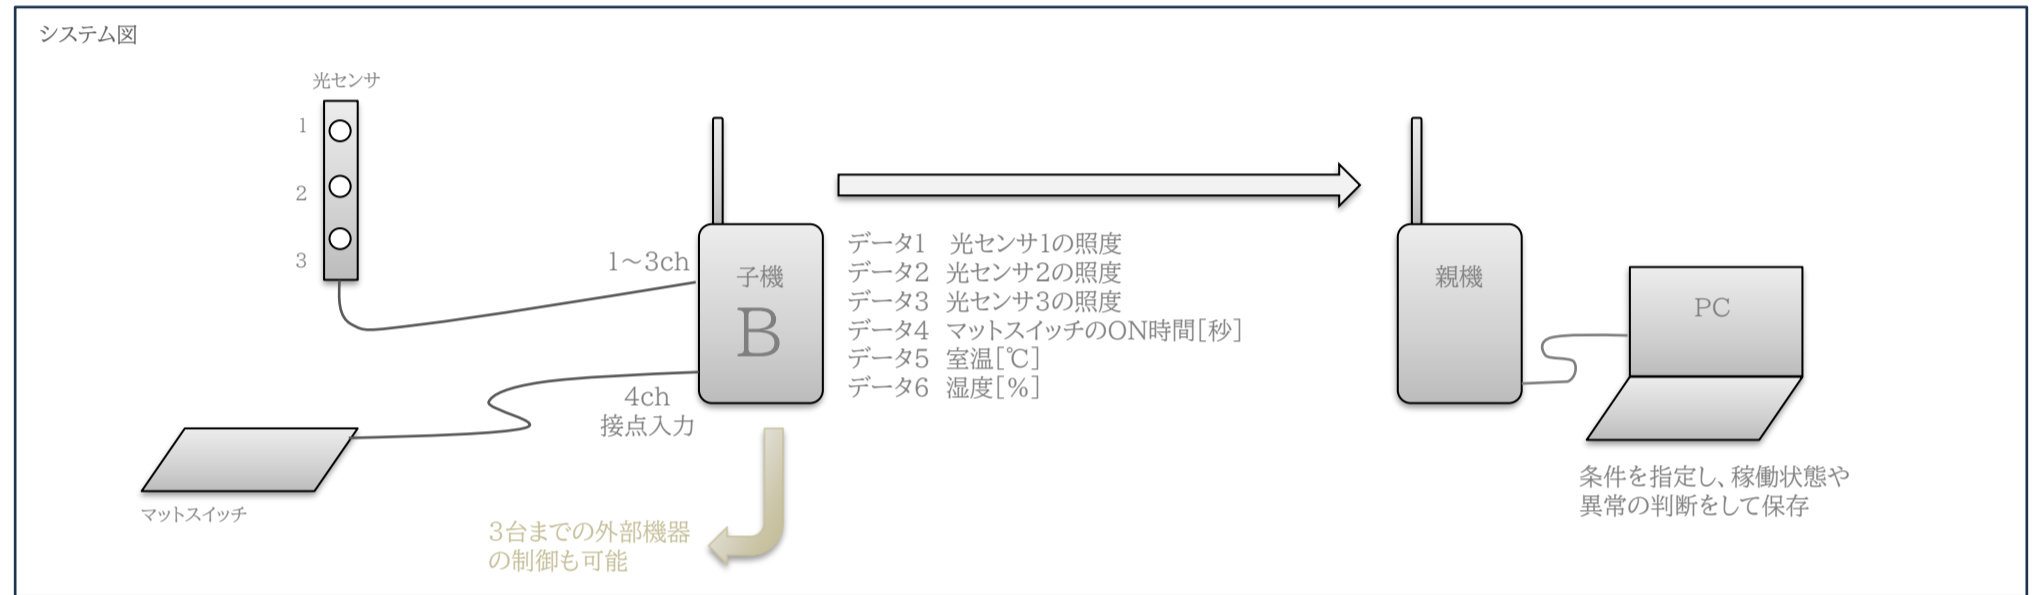 システム図
光センサ
1
2
3
1～3ch
子機
B
4ch
接点入力
マットスイッチ
3台までの外部機器
の制御も可能
データ1　光センサ1の照度
データ2　光センサ2の照度
データ3　光センサ3の照度
データ4　マットスイッチのON時間[秒]
データ5　室温[℃]
データ6　湿度[%]
親機
PC
条件を指定し、稼働状態や
異常の判断をして保存